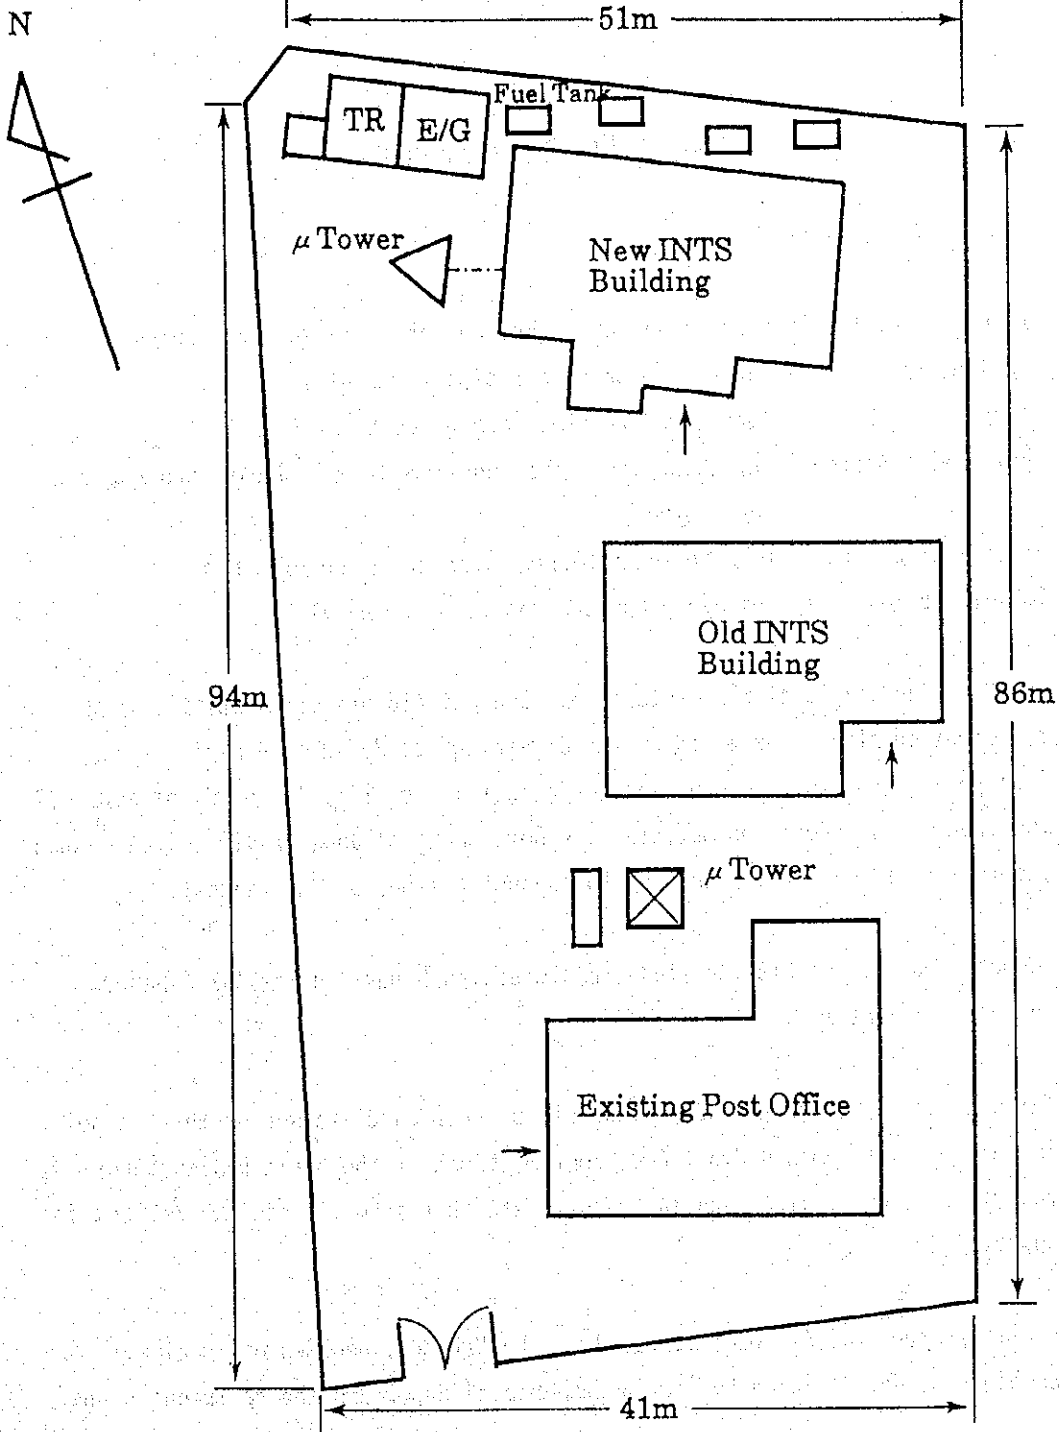 N
51m
Fuel Tank
TR
E/G
μ Tower
New INTS
Building
Old INTS
Building
94m
86m
μ Tower
Existing Post Office
41m